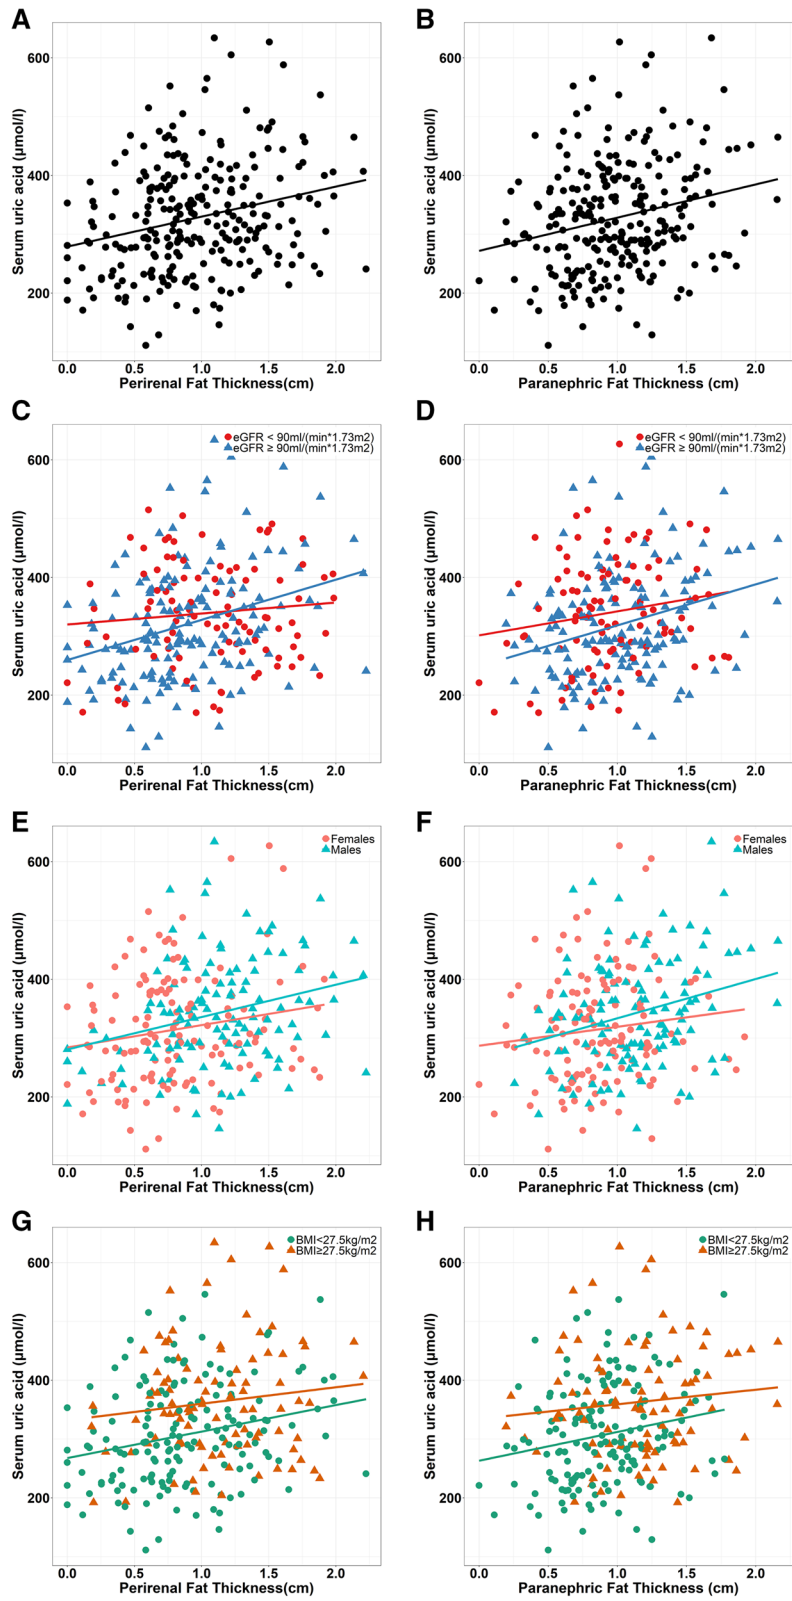 A
B
Serum uric acid (µmol/l)
600
400
200
0.0 0.5 1.0 1.5 2.0
Perirenal Fat Thickness(cm)
Serum uric acid (µmol/l)
600
400
200
0.0 0.5 1.0 1.5 2.0
Paranephric Fat Thickness (cm)
C
D
eGFR < 90ml/(min*1.73m2)
eGFR ≥ 90ml/(min*1.73m2)
Serum uric acid (µmol/l)
600
400
200
0.0 0.5 1.0 1.5 2.0
Perirenal Fat Thickness(cm)
eGFR < 90ml/(min*1.73m2)
eGFR ≥ 90ml/(min*1.73m2)
Serum uric acid (µmol/l)
600
400
200
0.0 0.5 1.0 1.5 2.0
Paranephric Fat Thickness(cm)
E
F
Females
Males
Serum uric acid (µmol/l)
600
400
200
0.0 0.5 1.0 1.5 2.0
Perirenal Fat Thickness(cm)
Females
Males
Serum uric acid (µmol/l)
600
400
200
0.0 0.5 1.0 1.5 2.0
Paranephric Fat Thickness (cm)
G
H
BMI<27.5kg/m2
BMI≥27.5kg/m2
Serum uric acid (µmol/l)
600
400
200
0.0 0.5 1.0 1.5 2.0
Perirenal Fat Thickness(cm)
BMI<27.5kg/m2
BMI≥27.5kg/m2
Serum uric acid (µmol/l)
600
400
200
0.0 0.5 1.0 1.5 2.0
Paranephric Fat Thickness (cm)